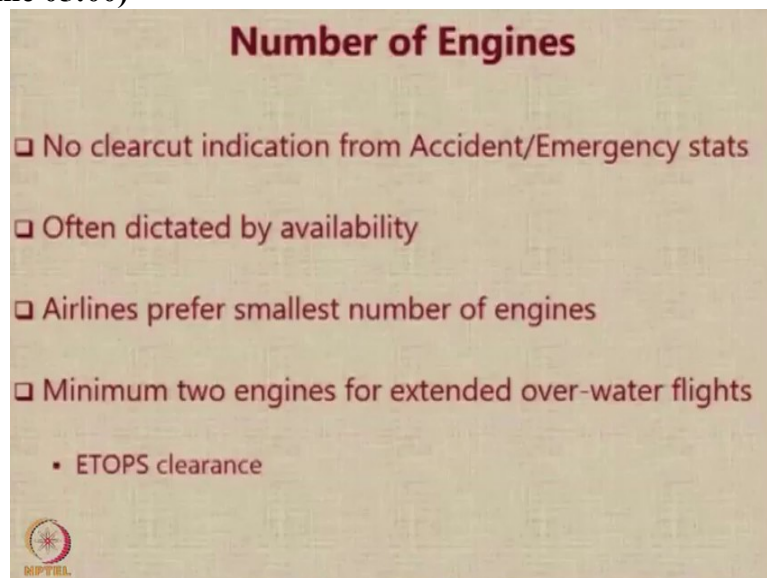 Number of Engines
No clearcut indication from Accident/Emergency stats
Often dictated by availability
Airlines prefer smallest number of engines
Minimum two engines for extended over-water flights
ETOPS clearance
NPTEL